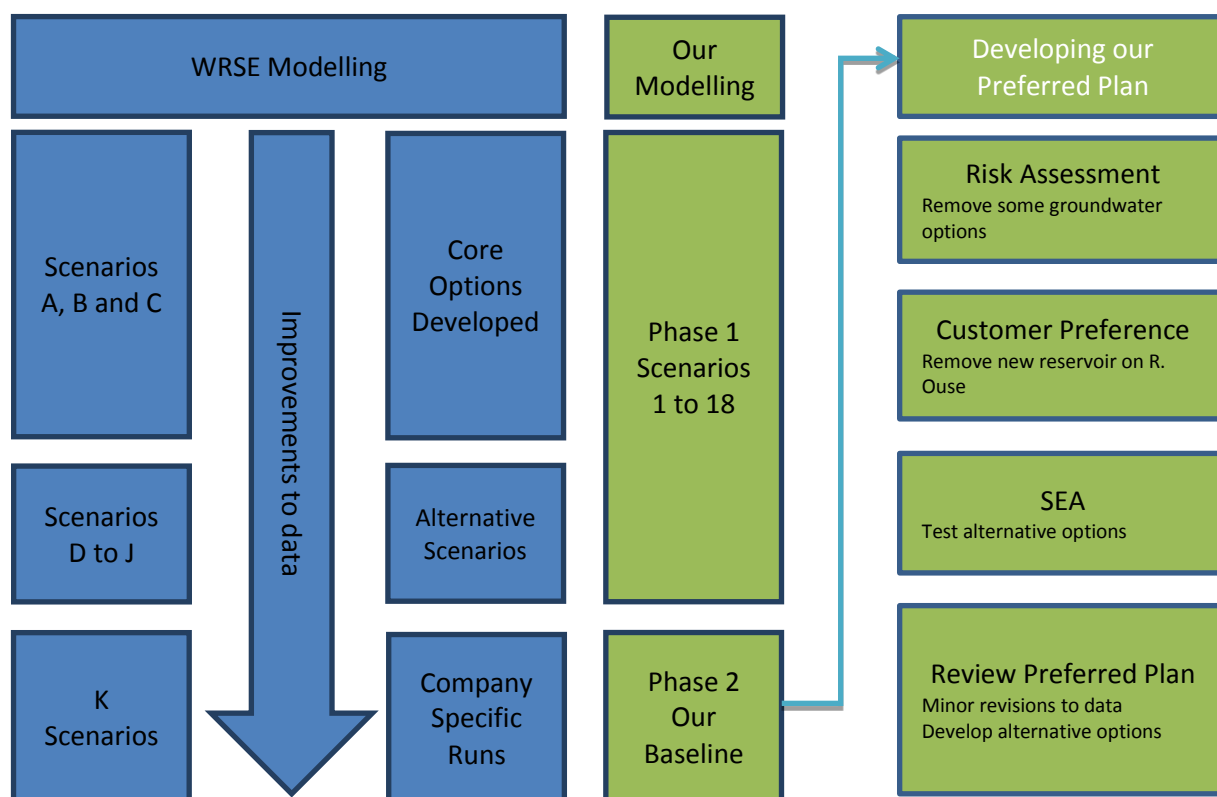 WRSE Modelling
Scenarios
A, B and C
Improvements to data
Core
Options
Developed
Scenarios
D to J
Alternative
Scenarios
K
Scenarios
Company
Specific
Runs
Our
Modelling
Phase 1
Scenarios
1 to 18
Phase 2
Our
Baseline
Developing our
Preferred Plan
Risk Assessment
Remove some groundwater
options
Customer Preference
Remove new reservoir on R.
Ouse
SEA
Test alternative options
Review Preferred Plan
Minor revisions to data
Develop alternative options